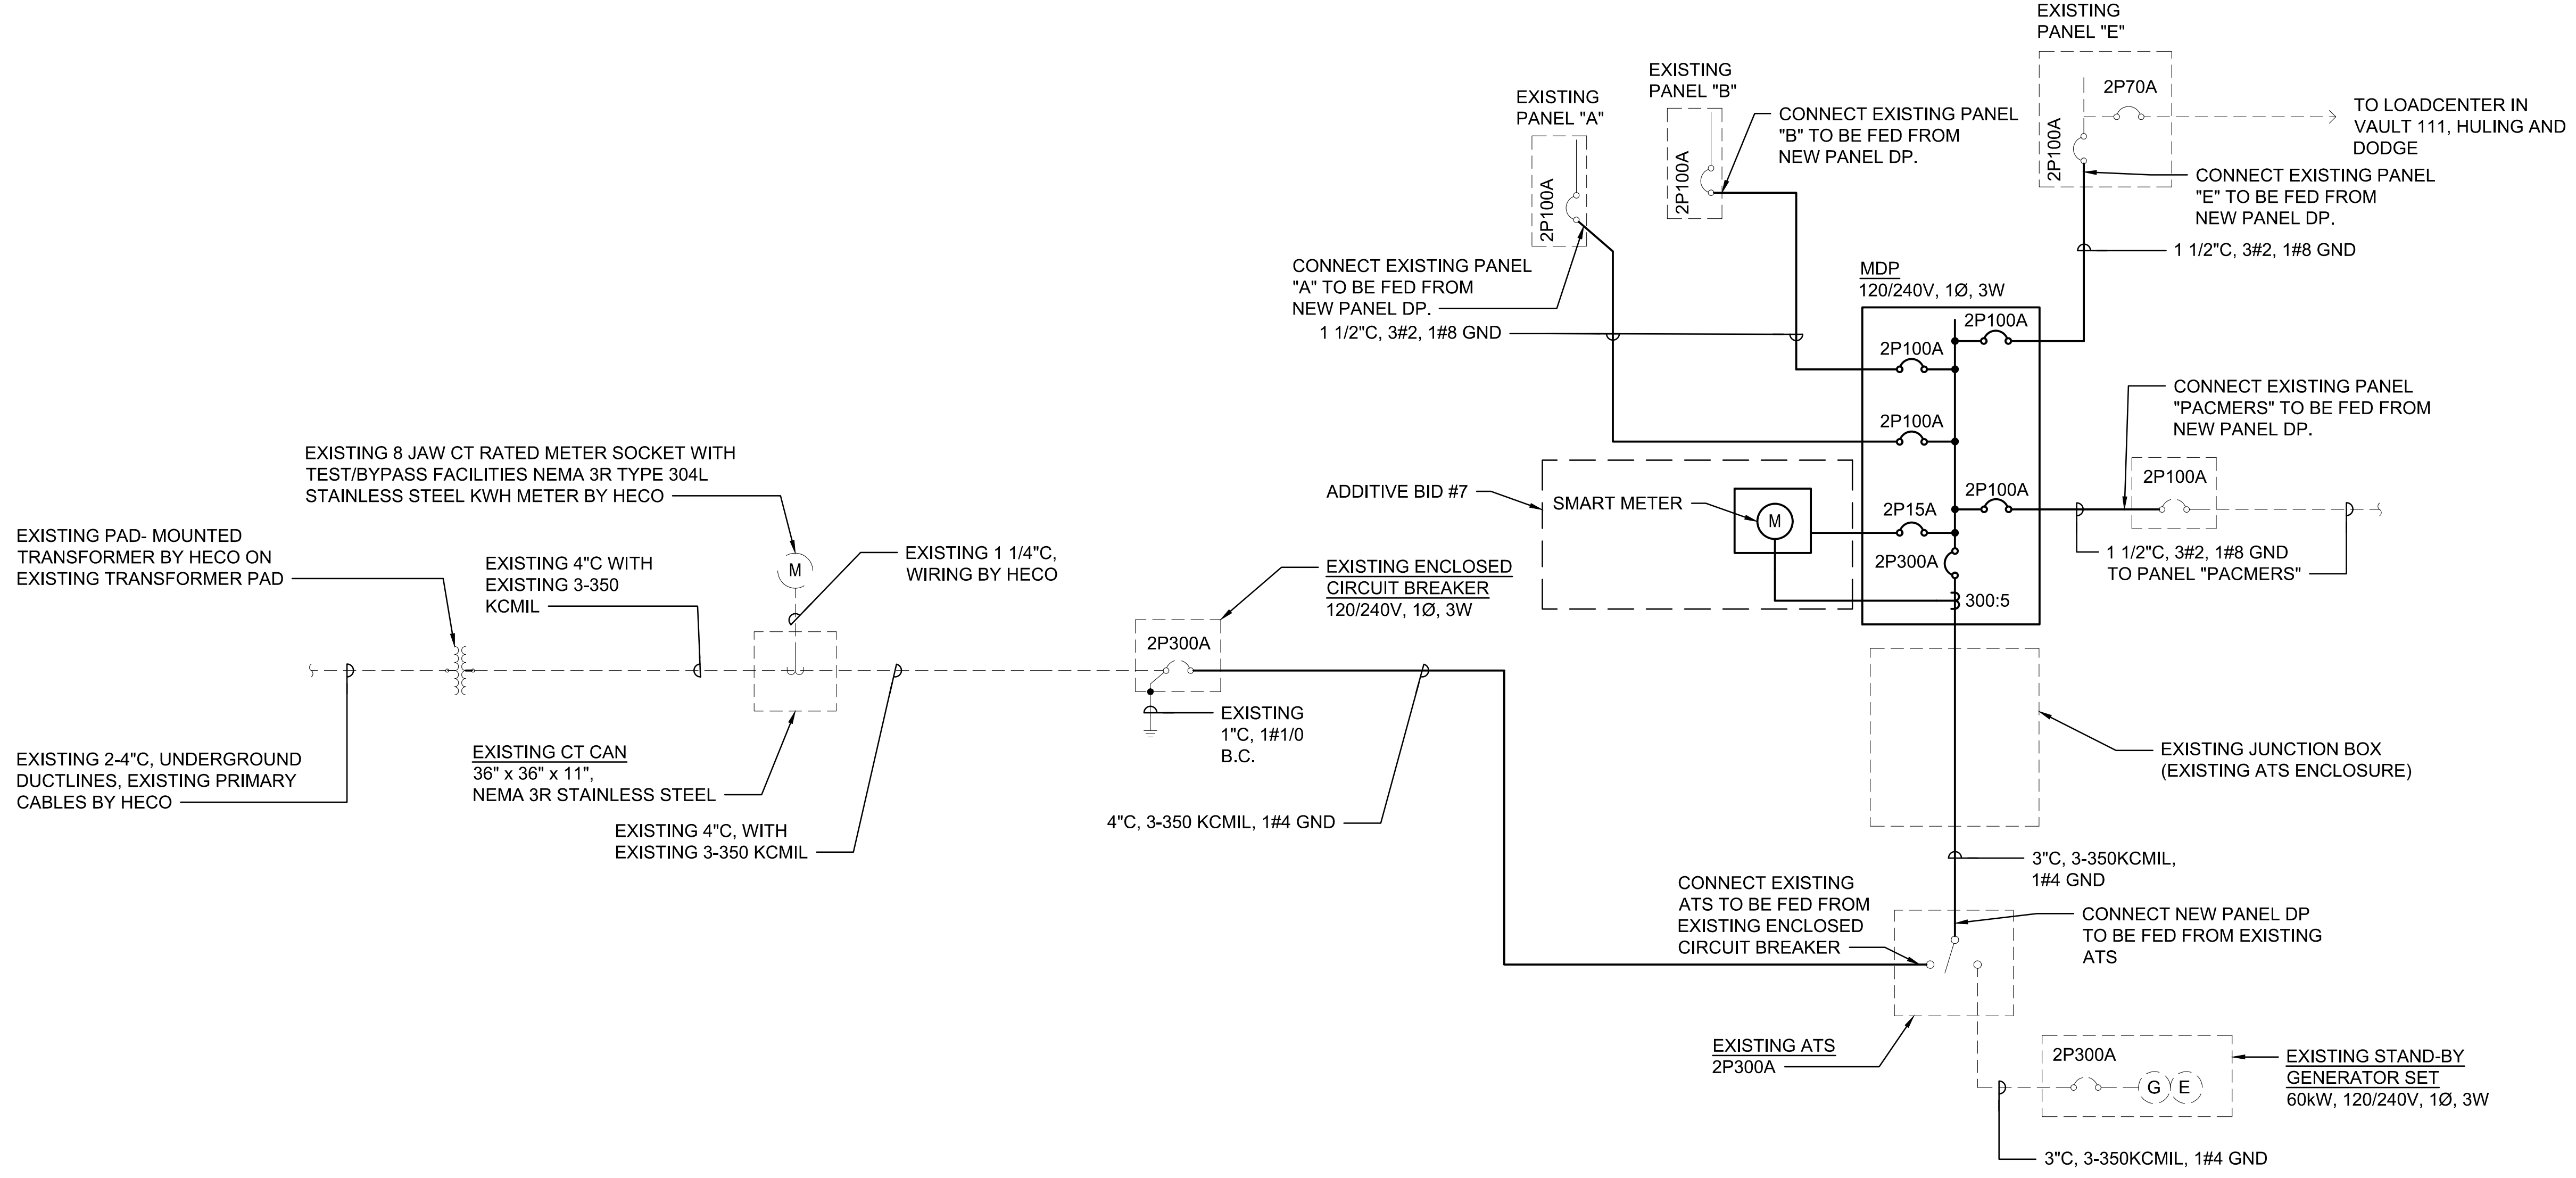 EXISTING
PANEL "E"
2P70A
2P100A
TO LOADCENTER IN
VAULT 111, HULING AND
DODGE
CONNECT EXISTING PANEL
"E" TO BE FED FROM
NEW PANEL DP.
1 1/2"C, 3#2, 1#8 GND
EXISTING
PANEL "B"
2P100A
CONNECT EXISTING PANEL
"B" TO BE FED FROM
NEW PANEL DP.
EXISTING
PANEL "A"
2P100A
CONNECT EXISTING PANEL
"A" TO BE FED FROM
NEW PANEL DP.
1 1/2"C, 3#2, 1#8 GND
MDP
120/240V, 1Ø, 3W
2P100A
2P100A
2P100A
2P100A
2P15A
2P300A
300:5
CONNECT EXISTING PANEL
"PACMERS" TO BE FED FROM
NEW PANEL DP.
2P100A
1 1/2"C, 3#2, 1#8 GND
TO PANEL "PACMERS"
ADDITIVE BID #7
SMART METER
M
EXISTING 8 JAW CT RATED METER SOCKET WITH
TEST/BYPASS FACILITIES NEMA 3R TYPE 304L
STAINLESS STEEL KWH METER BY HECO
EXISTING PAD- MOUNTED
TRANSFORMER BY HECO ON
EXISTING TRANSFORMER PAD
EXISTING 4"C WITH
EXISTING 3-350
KCMIL
M
EXISTING 1 1/4"C,
WIRING BY HECO
EXISTING ENCLOSED
CIRCUIT BREAKER
120/240V, 1Ø, 3W
2P300A
EXISTING
1"C, 1#1/0
B.C.
EXISTING 2-4"C, UNDERGROUND
DUCTLINES, EXISTING PRIMARY
CABLES BY HECO
EXISTING CT CAN
36" x 36" x 11",
NEMA 3R STAINLESS STEEL
EXISTING 4"C, WITH
EXISTING 3-350 KCMIL
4"C, 3-350 KCMIL, 1#4 GND
EXISTING JUNCTION BOX
(EXISTING ATS ENCLOSURE)
3"C, 3-350KCMIL,
1#4 GND
CONNECT EXISTING
ATS TO BE FED FROM
EXISTING ENCLOSED
CIRCUIT BREAKER
CONNECT NEW PANEL DP
TO BE FED FROM EXISTING
ATS
EXISTING ATS
2P300A
2P300A
G
E
EXISTING STAND-BY
GENERATOR SET
60kW, 120/240V, 1Ø, 3W
3"C, 3-350KCMIL, 1#4 GND